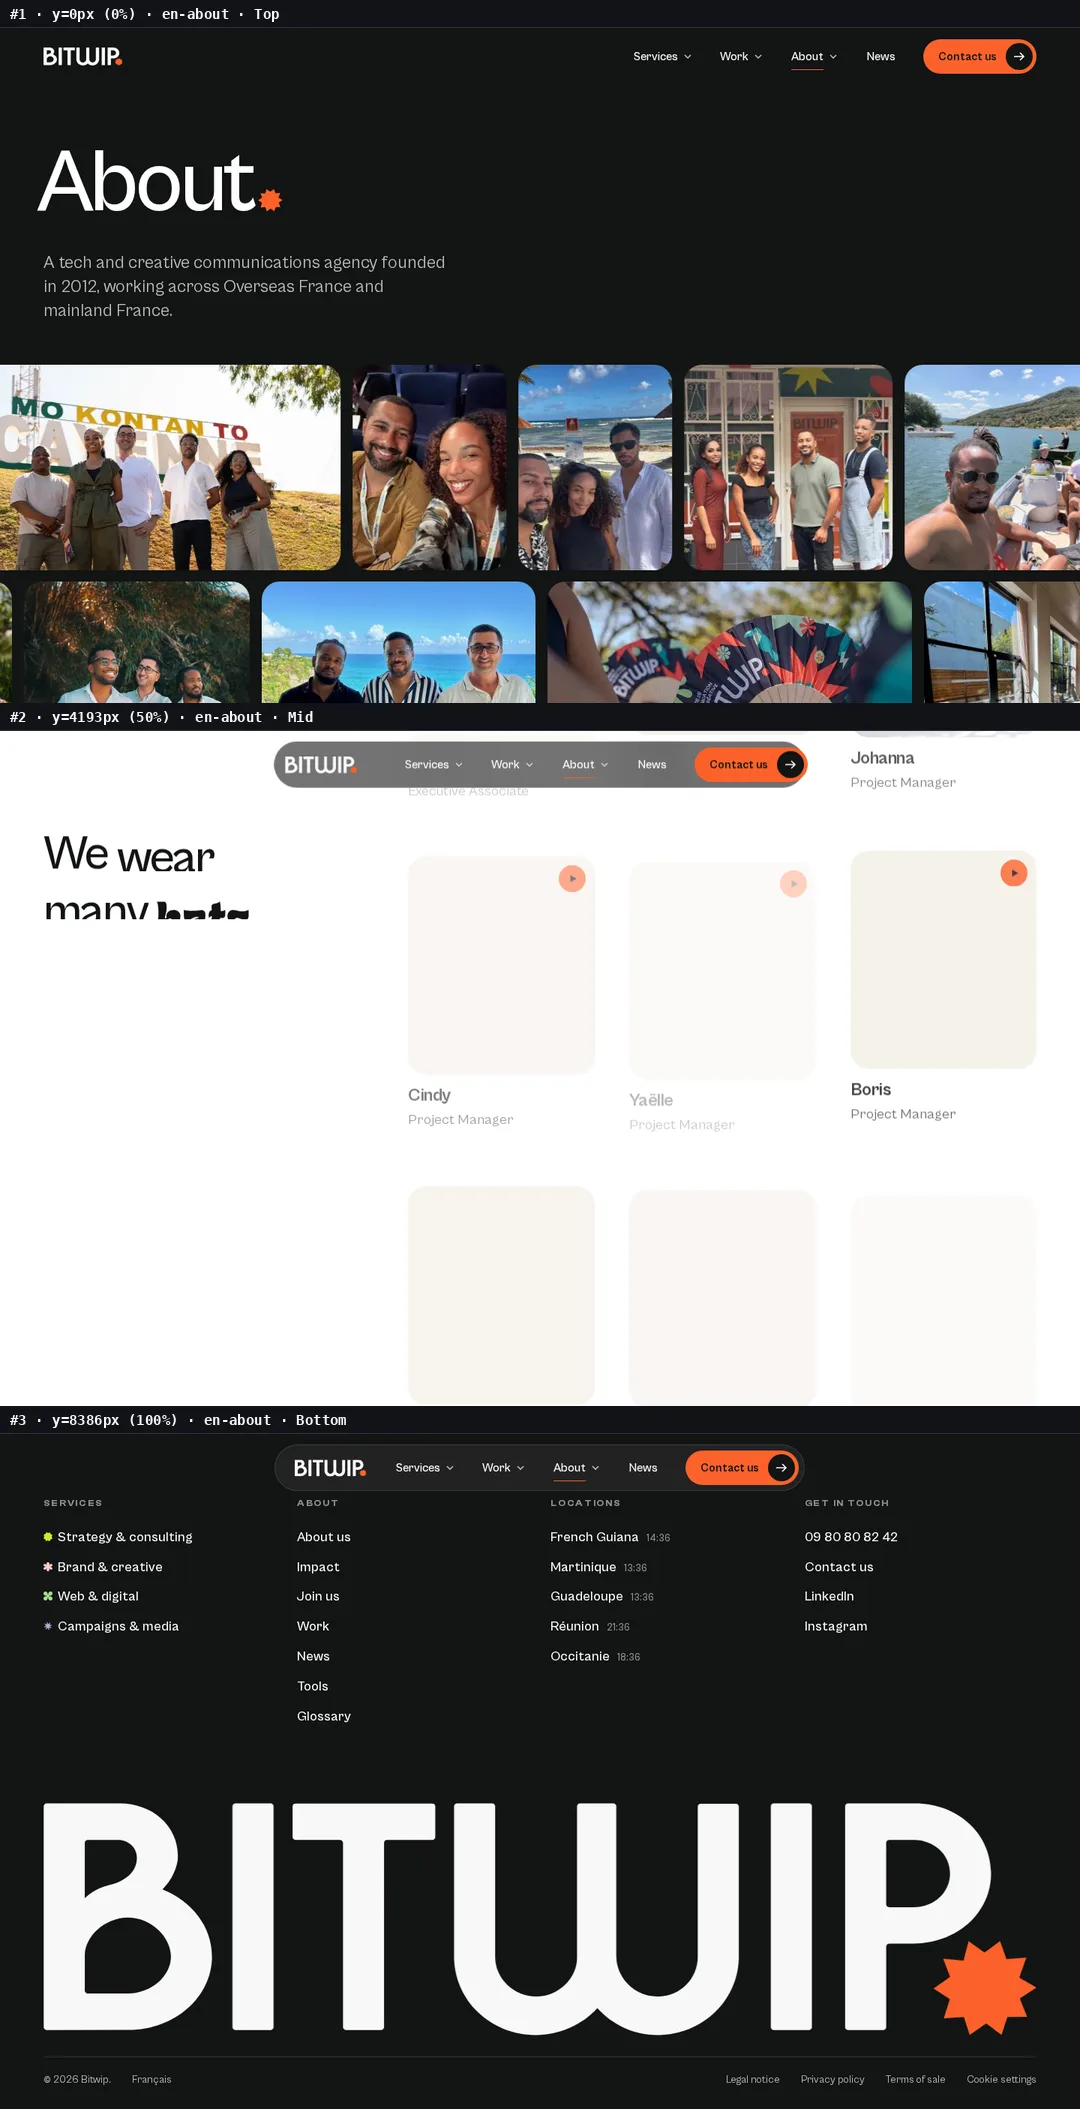 #1 · y=0px (0%) · en-about · Top
BITWIP.
Services
Work
About
News
Contact us
About
A tech and creative communications agency founded
in 2012, working across Overseas France and
mainland France.
MO KONTAN TO
CAYENNE
BITWIP
BITWIP
BITWIP
#2 · y=4193px (50%) · en-about · Mid
BITWIP.
Services
Work
About
News
Contact us
Executive Associate
Johanna
Project Manager
We wear
many hats
Cindy
Project Manager
Yaëlle
Project Manager
Boris
Project Manager
#3 · y=8386px (100%) · en-about · Bottom
BITWIP.
Services
Work
About
News
Contact us
SERVICES
Strategy & consulting
Brand & creative
Web & digital
Campaigns & media
ABOUT
About us
Impact
Join us
Work
News
Tools
Glossary
LOCATIONS
French Guiana 14:36
Martinique 13:36
Guadeloupe 13:36
Réunion 21:36
Occitanie 18:36
GET IN TOUCH
09 80 80 82 42
Contact us
LinkedIn
Instagram
BITWIP
© 2026 Bitwip.
Français
Legal notice
Privacy policy
Terms of sale
Cookie settings